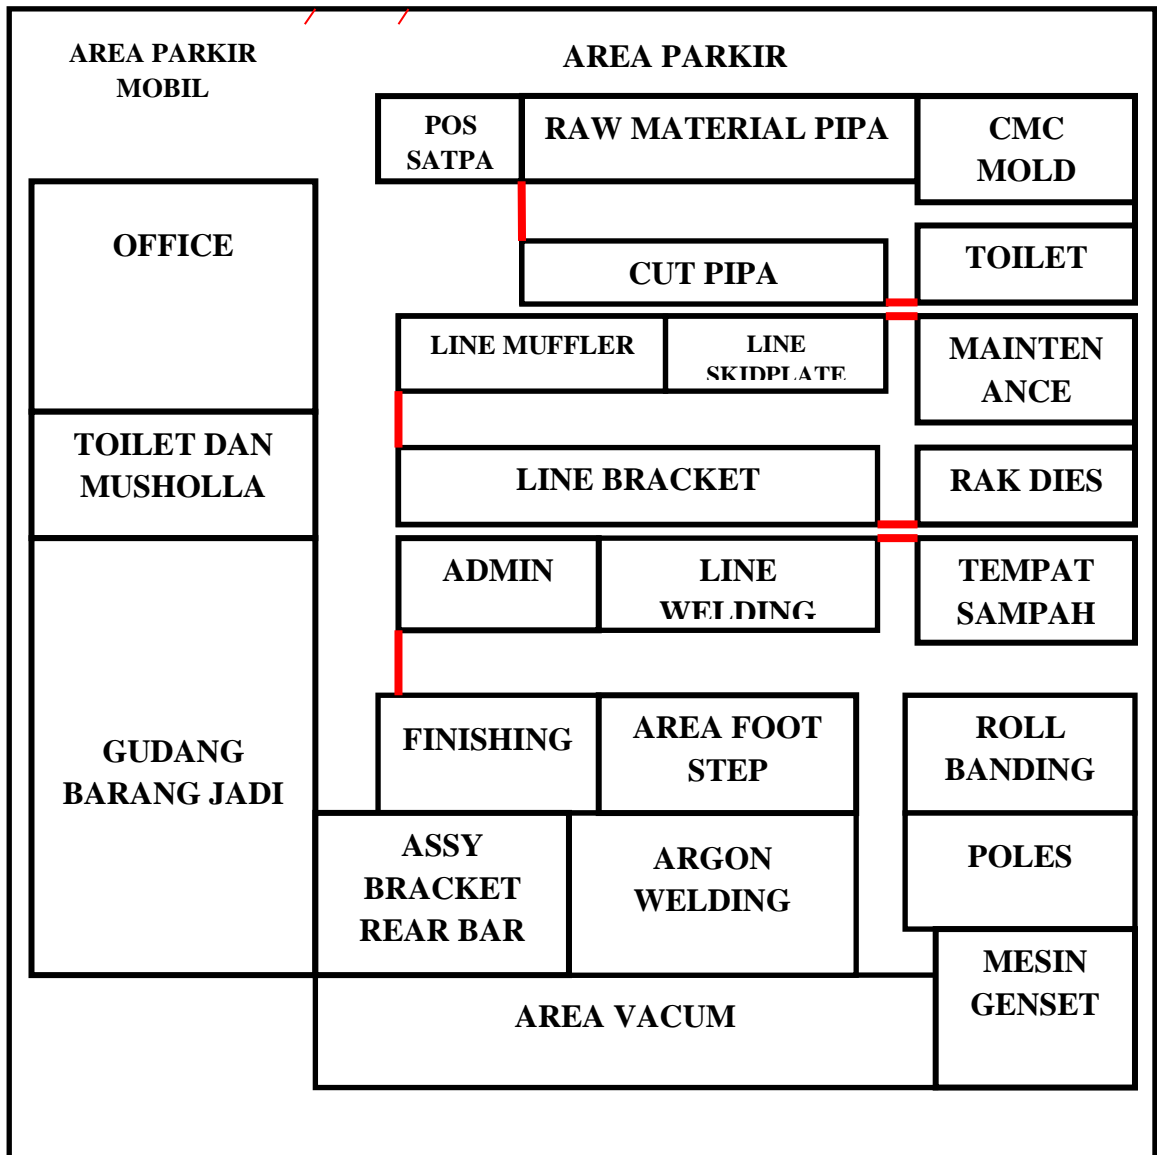 AREA PARKIR
MOBIL
AREA PARKIR
POS
SATPA
RAW MATERIAL PIPA
CMC
MOLD
OFFICE
CUT PIPA
TOILET
LINE MUFFLER
LINE
SKIDPLATE
MAINTEN
ANCE
TOILET DAN
MUSHOLLA
LINE BRACKET
RAK DIES
ADMIN
LINE
WELDING
TEMPAT
SAMPAH
GUDANG
BARANG JADI
FINISHING
AREA FOOT
STEP
ROLL
BANDING
ASSY
BRACKET
REAR BAR
ARGON
WELDING
POLES
MESIN
GENSET
AREA VACUM